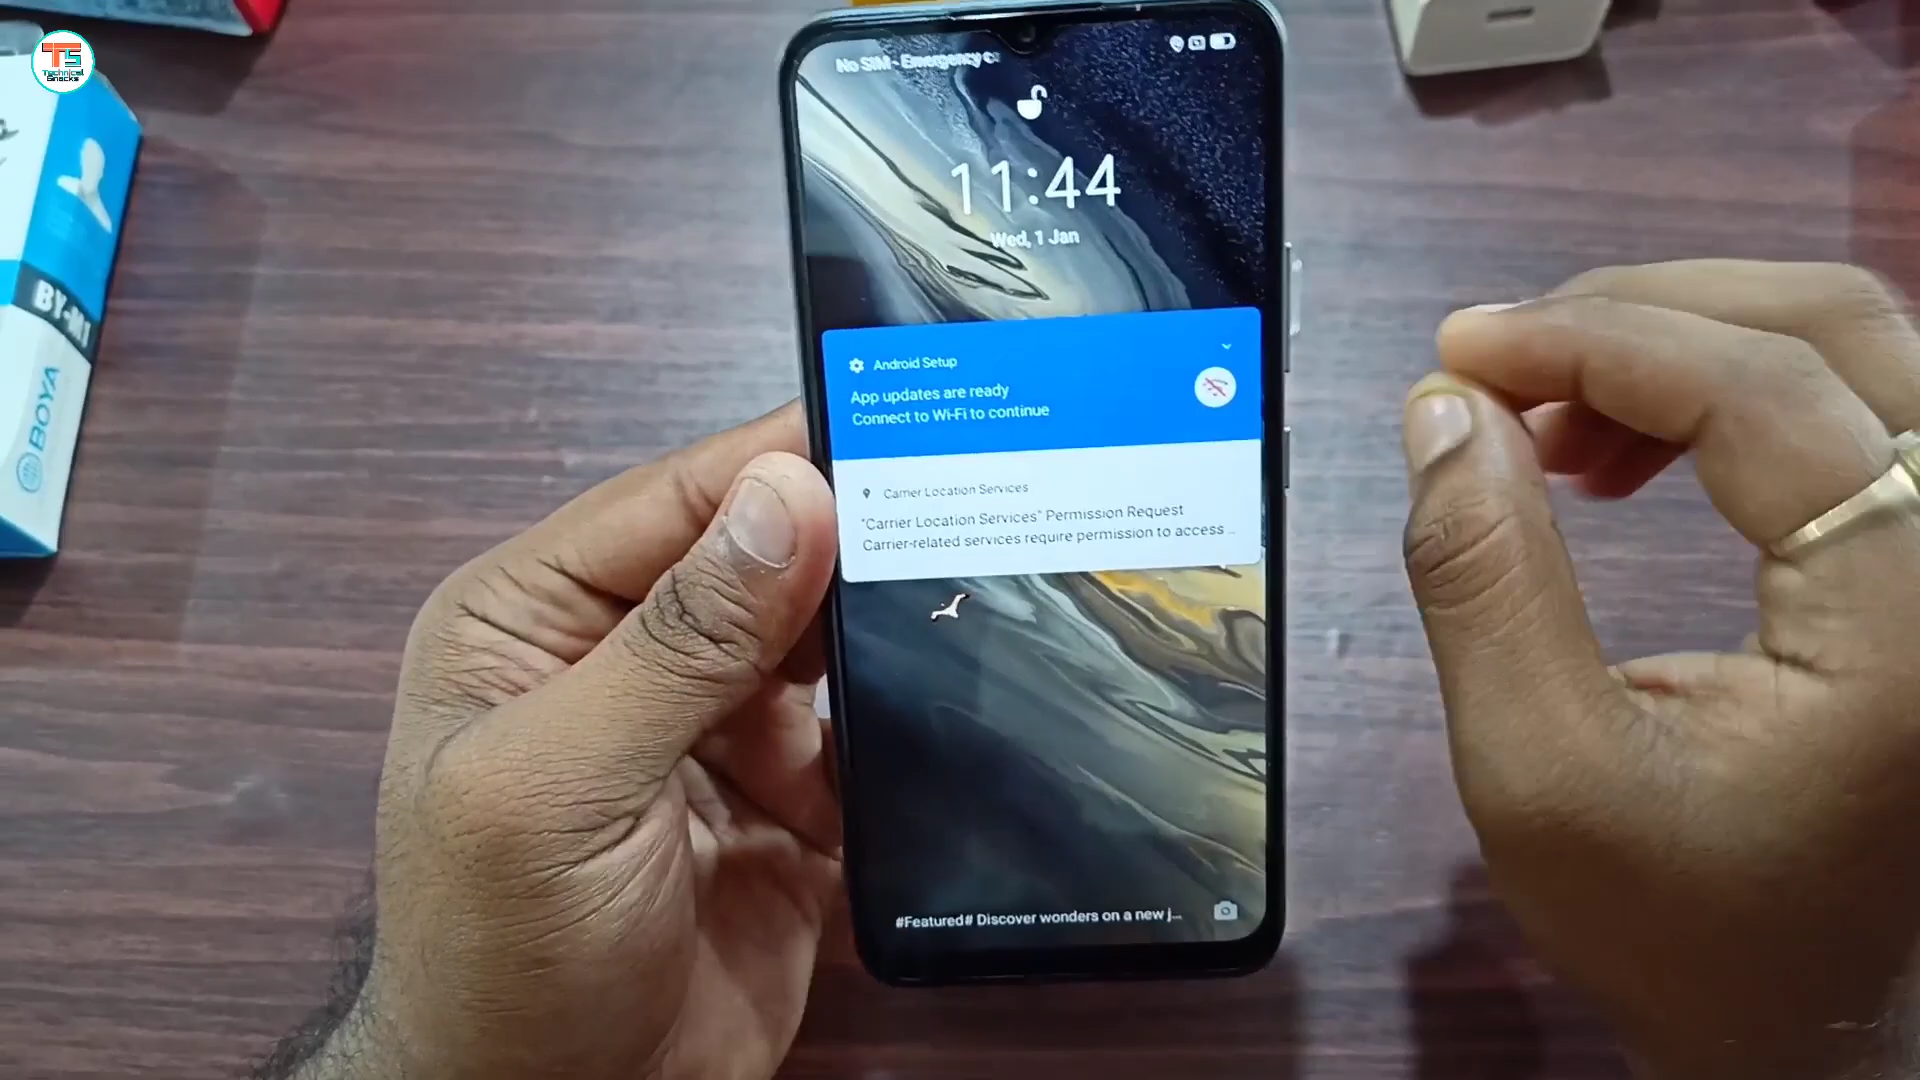 TS
Technical
Snacks
No SIM - Emergency c
11:44
Wed, 1 Jan
Android Setup
App updates are ready
Connect to Wi-Fi to continue
Carrier Location Services
"Carrier Location Services" Permission Request
Carrier-related services require permission to access ...
#Featured# Discover wonders on a new j...
BY-M1
BOYA